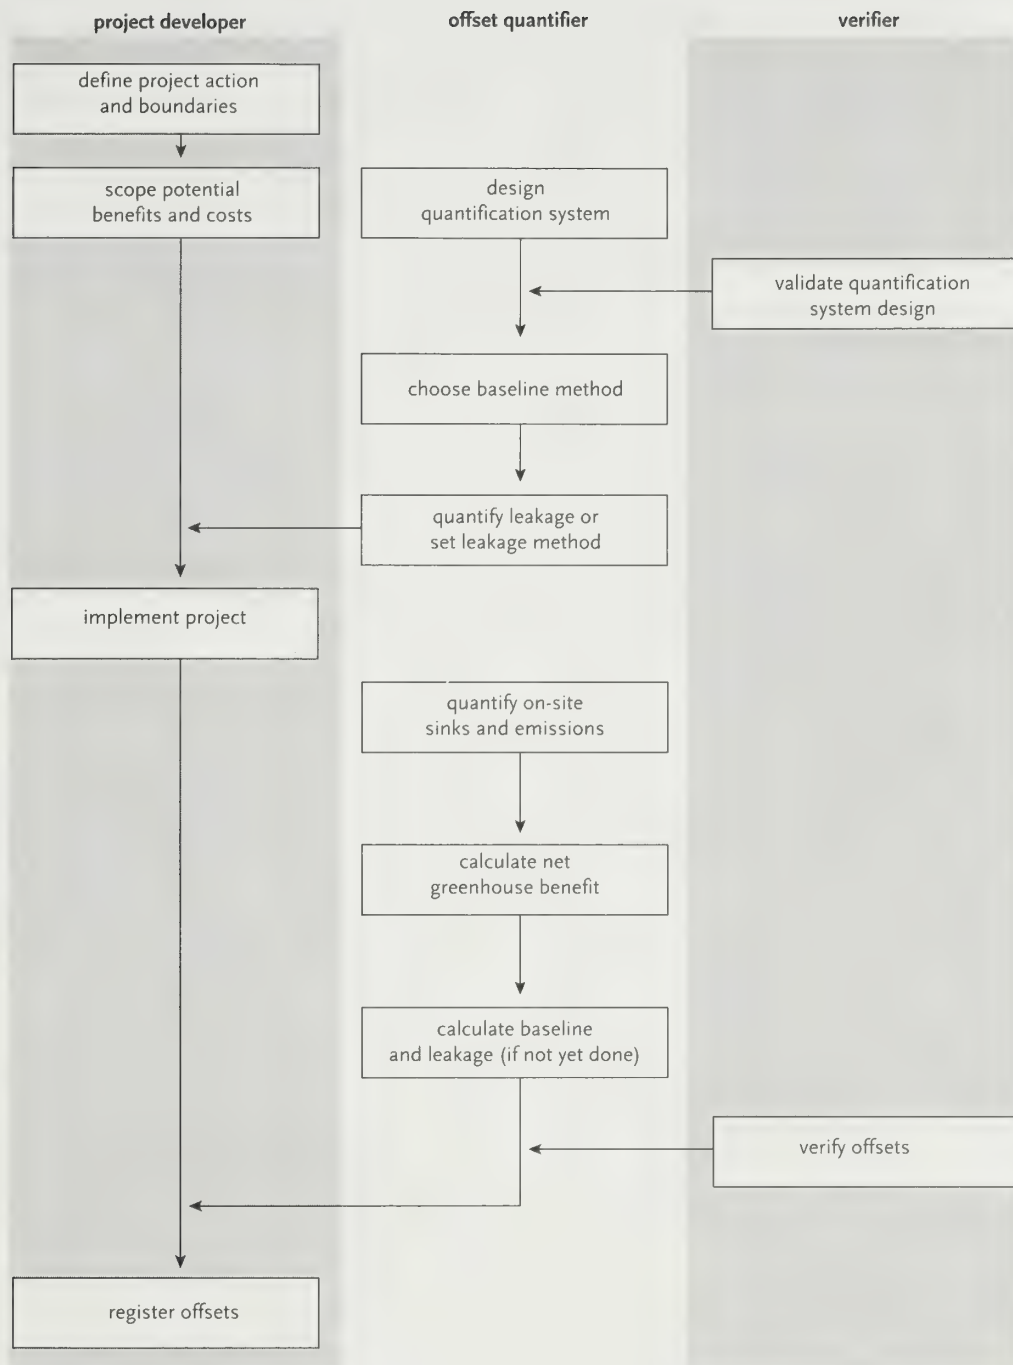 project developer
offset quantifier
verifier
define project action
and boundaries
scope potential
benefits and costs
design
quantification system
validate quantification
system design
choose baseline method
quantify leakage or
set leakage method
implement project
quantify on-site
sinks and emissions
calculate net
greenhouse benefit
calculate baseline
and leakage (if not yet done)
verify offsets
register offsets